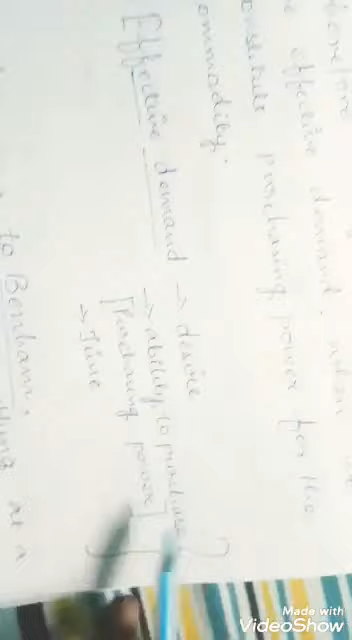 effective demand. when
constitute purchasing power for the
commodity.
Effective demand → desire
→ ability to purchase
[Purchasing power]
→ Time
to Benham,
Made with
VideoShow